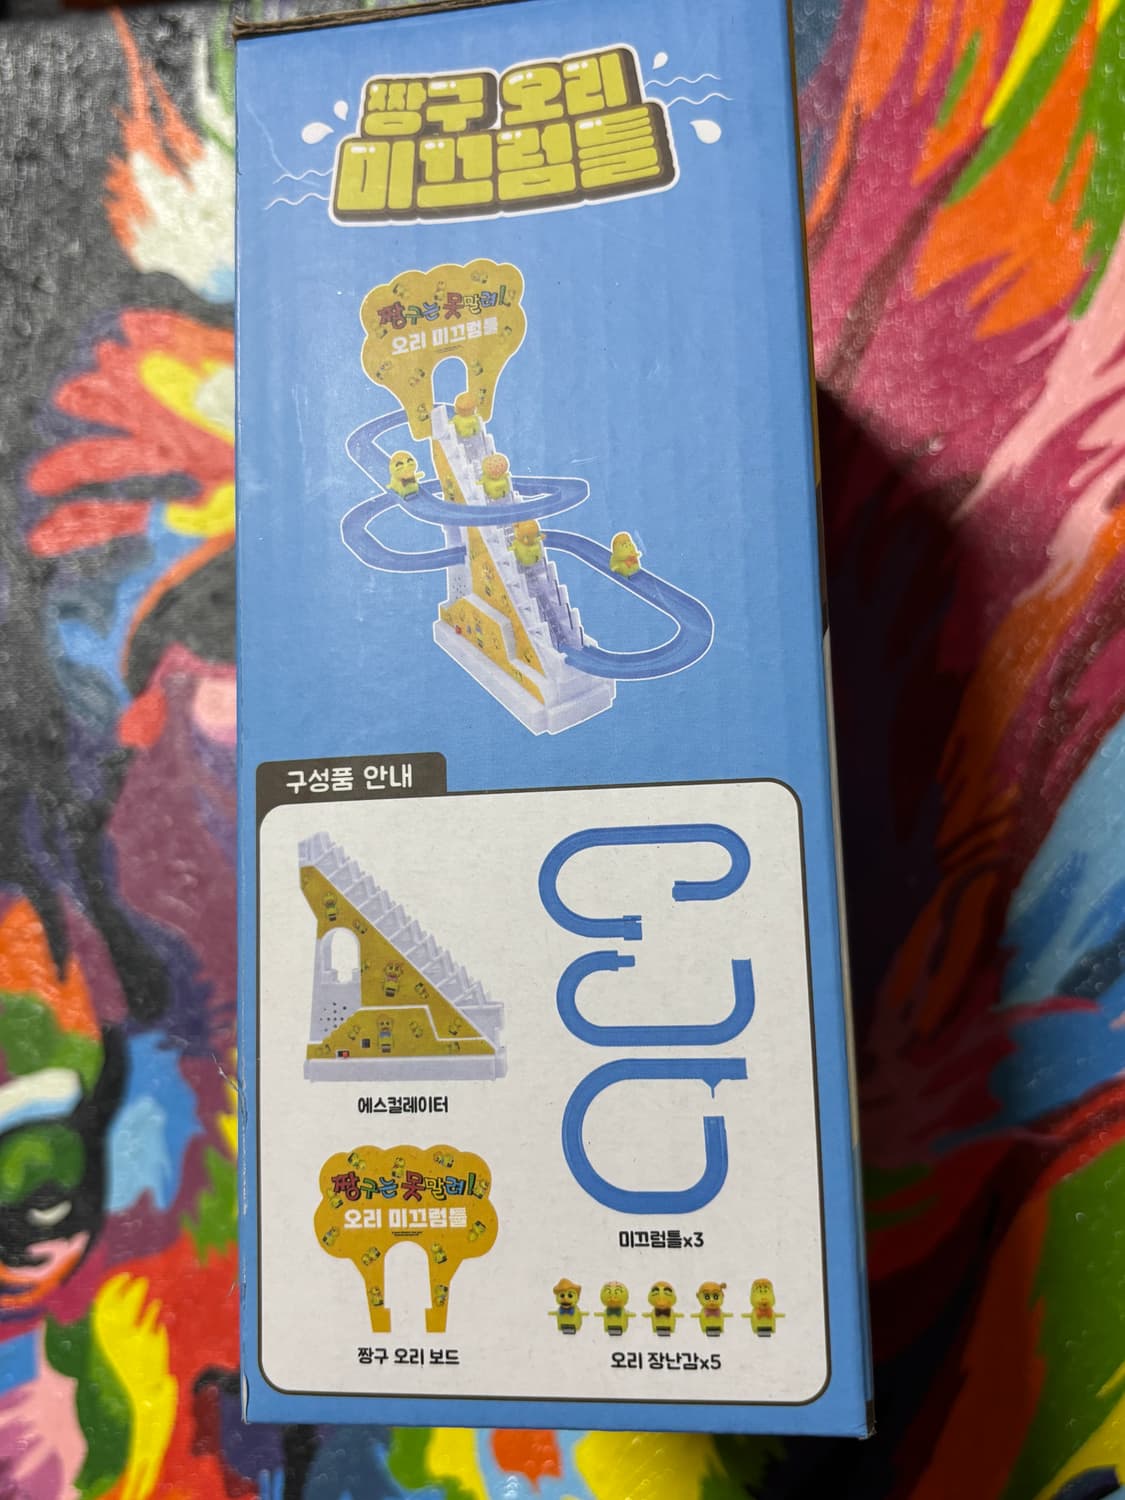 짱구 오리
미끄럼틀
짱구는 못말려!
오리 미끄럼틀
구성품 안내
에스컬레이터
짱구는 못말려!
오리 미끄럼틀
짱구 오리 보드
미끄럼틀x3
오리 장난감x5